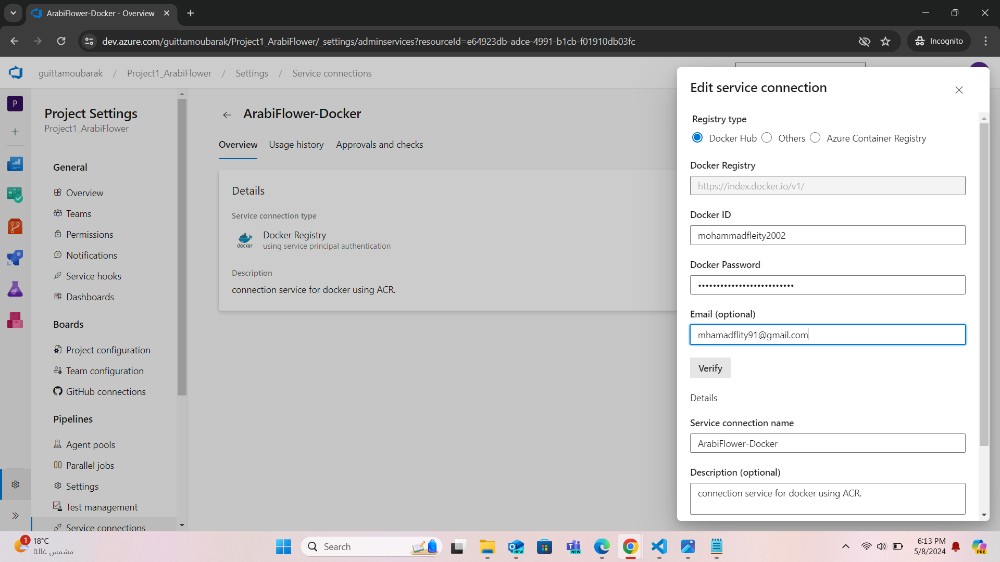 ArabiFlower-Docker - Overview
dev.azure.com/guittamoubarak/Project1_ArabiFlower/_settings/adminservices?resourceId=e64923db-adce-4991-b1cb-f01910db03fc
Incognito
guittamoubarak / Project1_ArabiFlower / Settings / Service connections
P
Project Settings
Project1_ArabiFlower
General
Overview
Teams
Permissions
Notifications
Service hooks
Dashboards
Boards
Project configuration
Team configuration
GitHub connections
Pipelines
Agent pools
Parallel jobs
Settings
Test management
Service connections
ArabiFlower-Docker
Overview Usage history Approvals and checks
Details
Service connection type
docker
Docker Registry
using service principal authentication
Description
connection service for docker using ACR.
Edit service connection
Registry type
Docker Hub Others Azure Container Registry
Docker Registry
https://index.docker.io/v1/
Docker ID
mohammadfleity2002
Docker Password
••••••••••••••••••••••••••
Email (optional)
mhamadflity91@gmail.com
Verify
Details
Service connection name
ArabiFlower-Docker
Description (optional)
connection service for docker using ACR.
1
18°C
مشمس غالبًا
Search
NEW
NEW
6:13 PM
5/8/2024
PRE